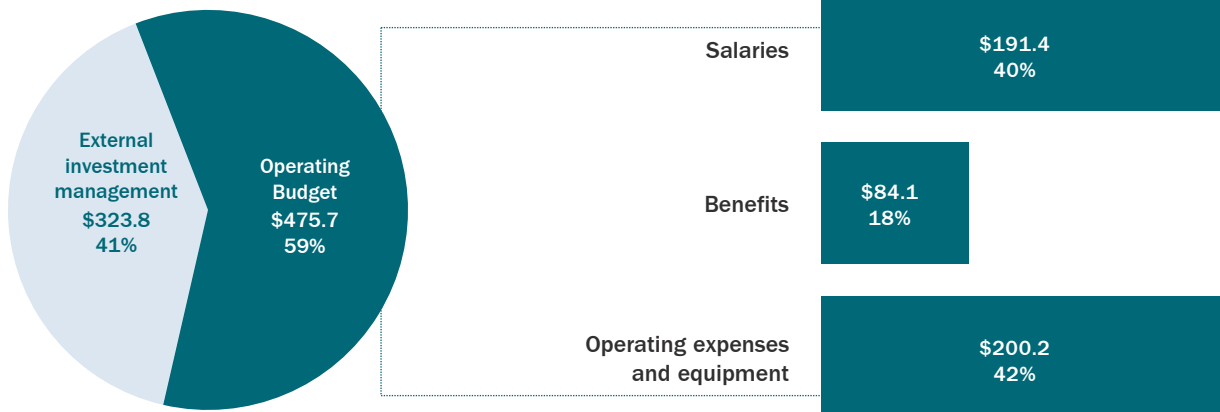 External
investment
management
$323.8
41%
Operating
Budget
$475.7
59%
Salaries
$191.4
40%
Benefits
$84.1
18%
Operating expenses
and equipment
$200.2
42%